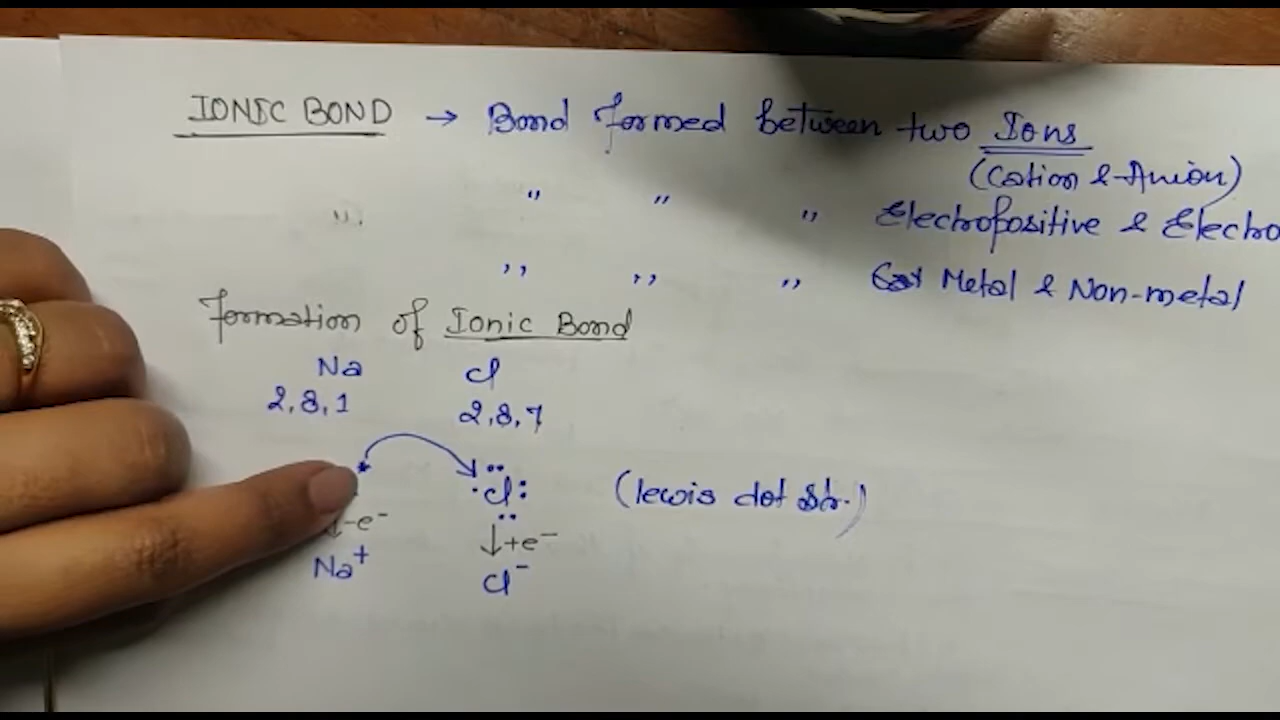 IONIC BOND → Bond formed between two Ions
(Cation & Anion)
" " " Electropositive & Electro
" " " Metal & Non-metal
Formation of Ionic Bond
Na Cl
2,8,1 2,8,7
Cl (lewis dot str.)
↓-e⁻ ↓+e⁻
Na⁺ Cl⁻